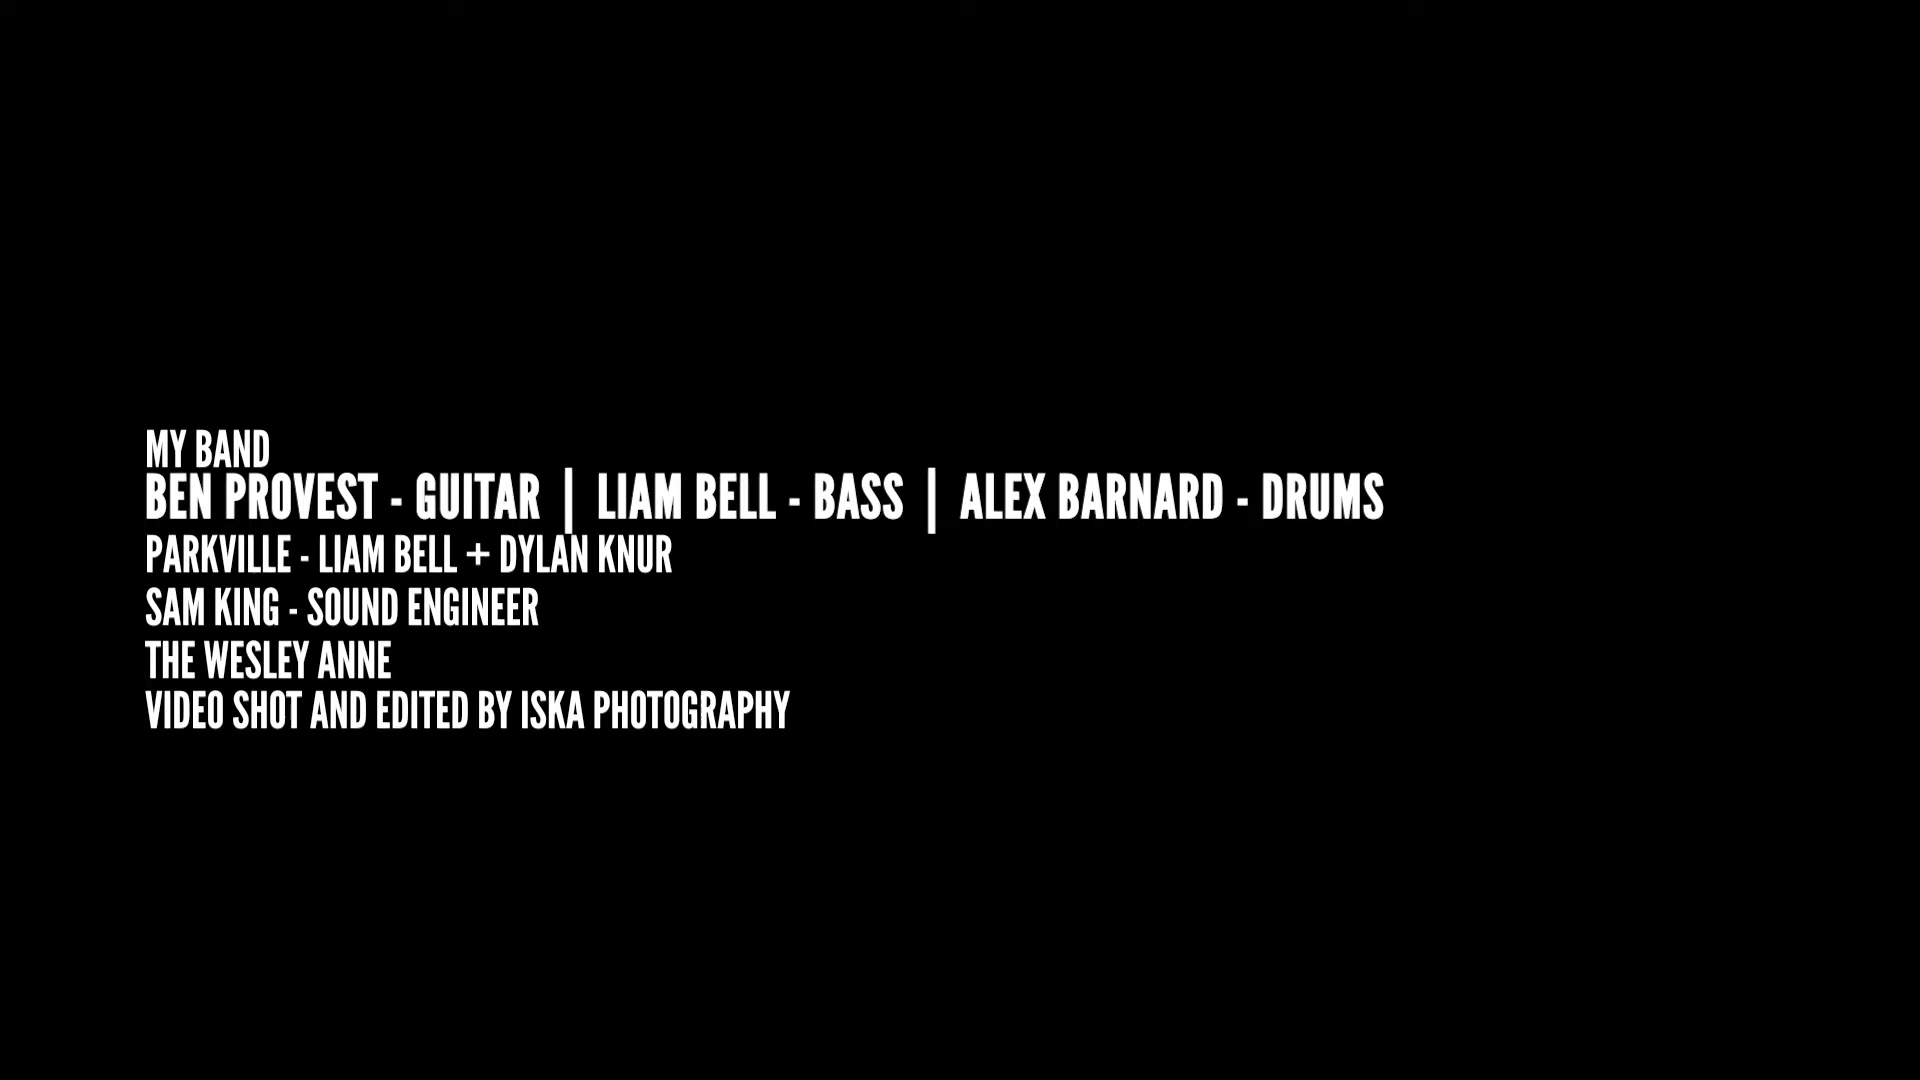 MY BAND
BEN PROVEST - GUITAR | LIAM BELL - BASS | ALEX BARNARD - DRUMS
PARKVILLE - LIAM BELL + DYLAN KNUR
SAM KING - SOUND ENGINEER
THE WESLEY ANNE
VIDEO SHOT AND EDITED BY ISKA PHOTOGRAPHY